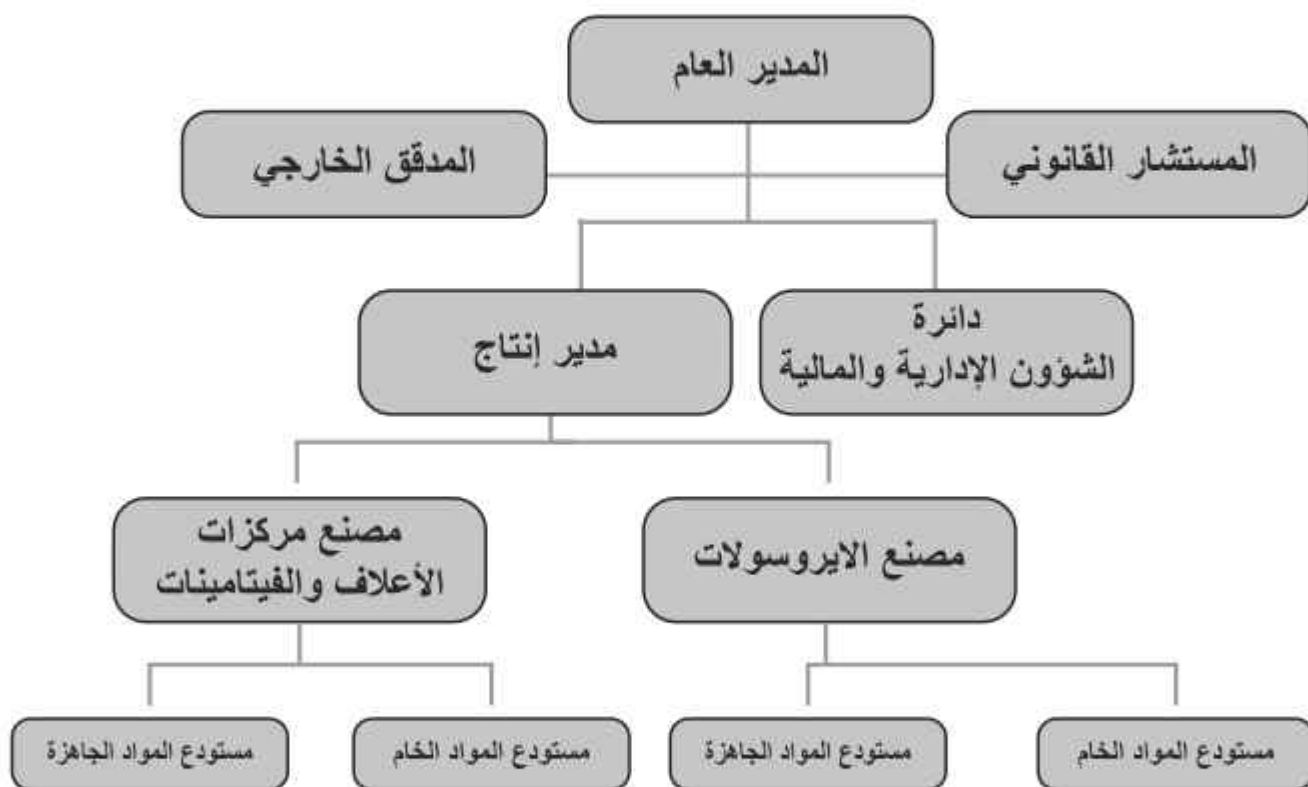 المدير العام
المستشار القانوني
المدقق الخارجي
دائرة
الشؤون الإدارية والمالية
مدير إنتاج
مصنع الايروسولات
مصنع مركزات
الأعلاف والفيتامينات
مستودع المواد الخام
مستودع المواد الجاهزة
مستودع المواد الخام
مستودع المواد الجاهزة